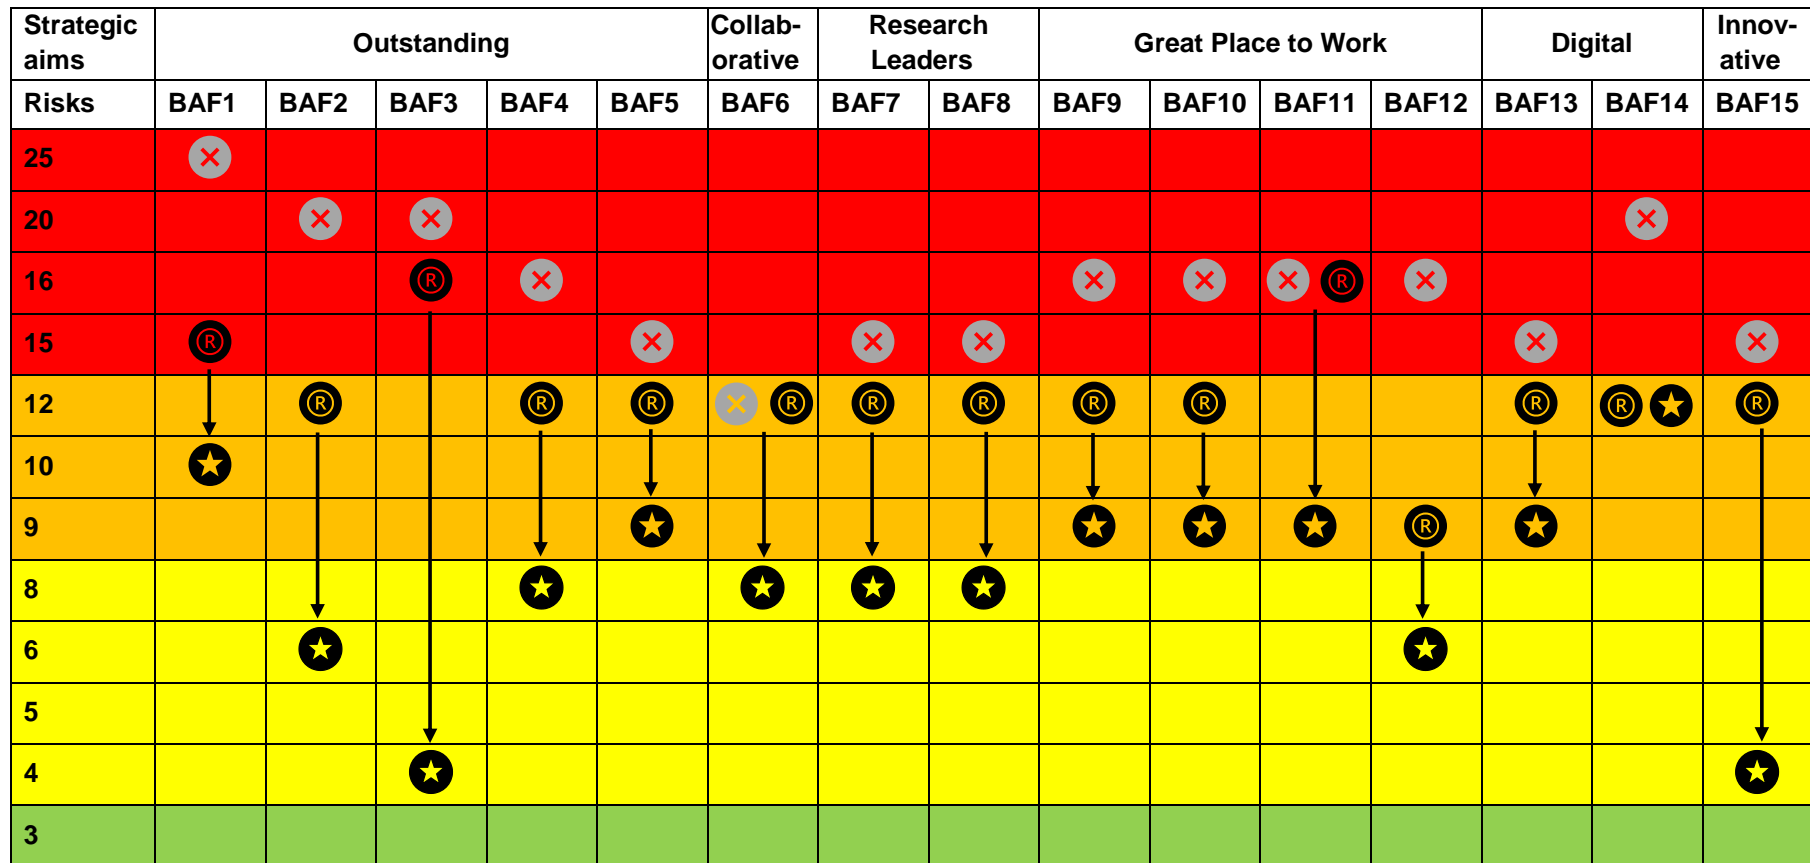 Strategic aims Outstanding Collab-orative Research Leaders Great Place to Work Digital Innov-ative
Risks BAF1 BAF2 BAF3 BAF4 BAF5 BAF6 BAF7 BAF8 BAF9 BAF10 BAF11 BAF12 BAF13 BAF14 BAF15
25
20
16 R R
15 R
12 R R R R R R R R R R R
10
9 R
8
6
5
4
3